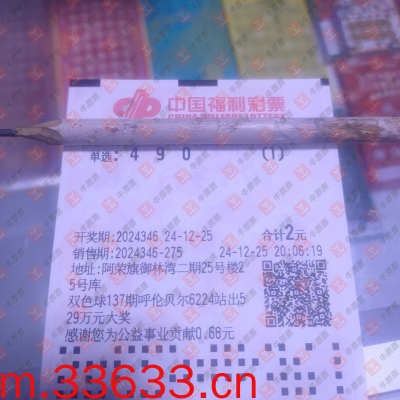 中国福利彩票
CHINA WELFARE LOTTERY
单选: 4 9 0 (1)
开奖期:2024346 24-12-25 合计2元
销售期:2024346-275 24-12-25 20:06:19
地址:阿荣旗御林湾二期25号楼2
5号库
双色球137期呼伦贝尔6224站出5
29万元大奖
感谢您为公益事业贡献0.68元
m.33633.cn